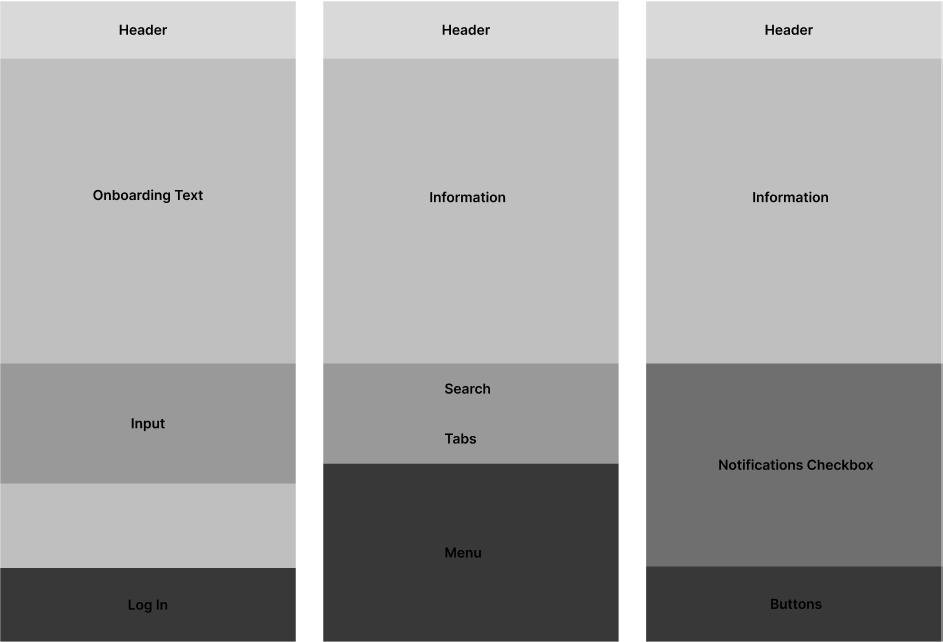 Header
Onboarding Text
Input
Log In
Header
Information
Search
Tabs
Menu
Header
Information
Notifications Checkbox
Buttons